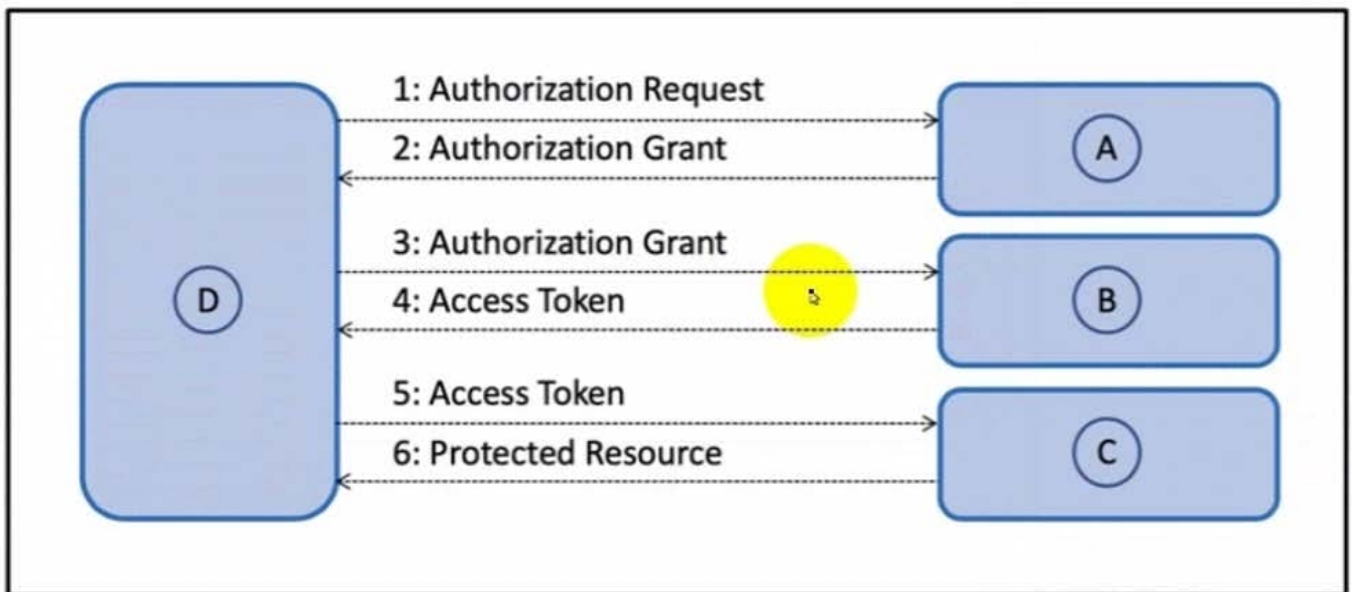 1: Authorization Request
A
2: Authorization Grant
3: Authorization Grant
D
B
4: Access Token
5: Access Token
C
6: Protected Resource